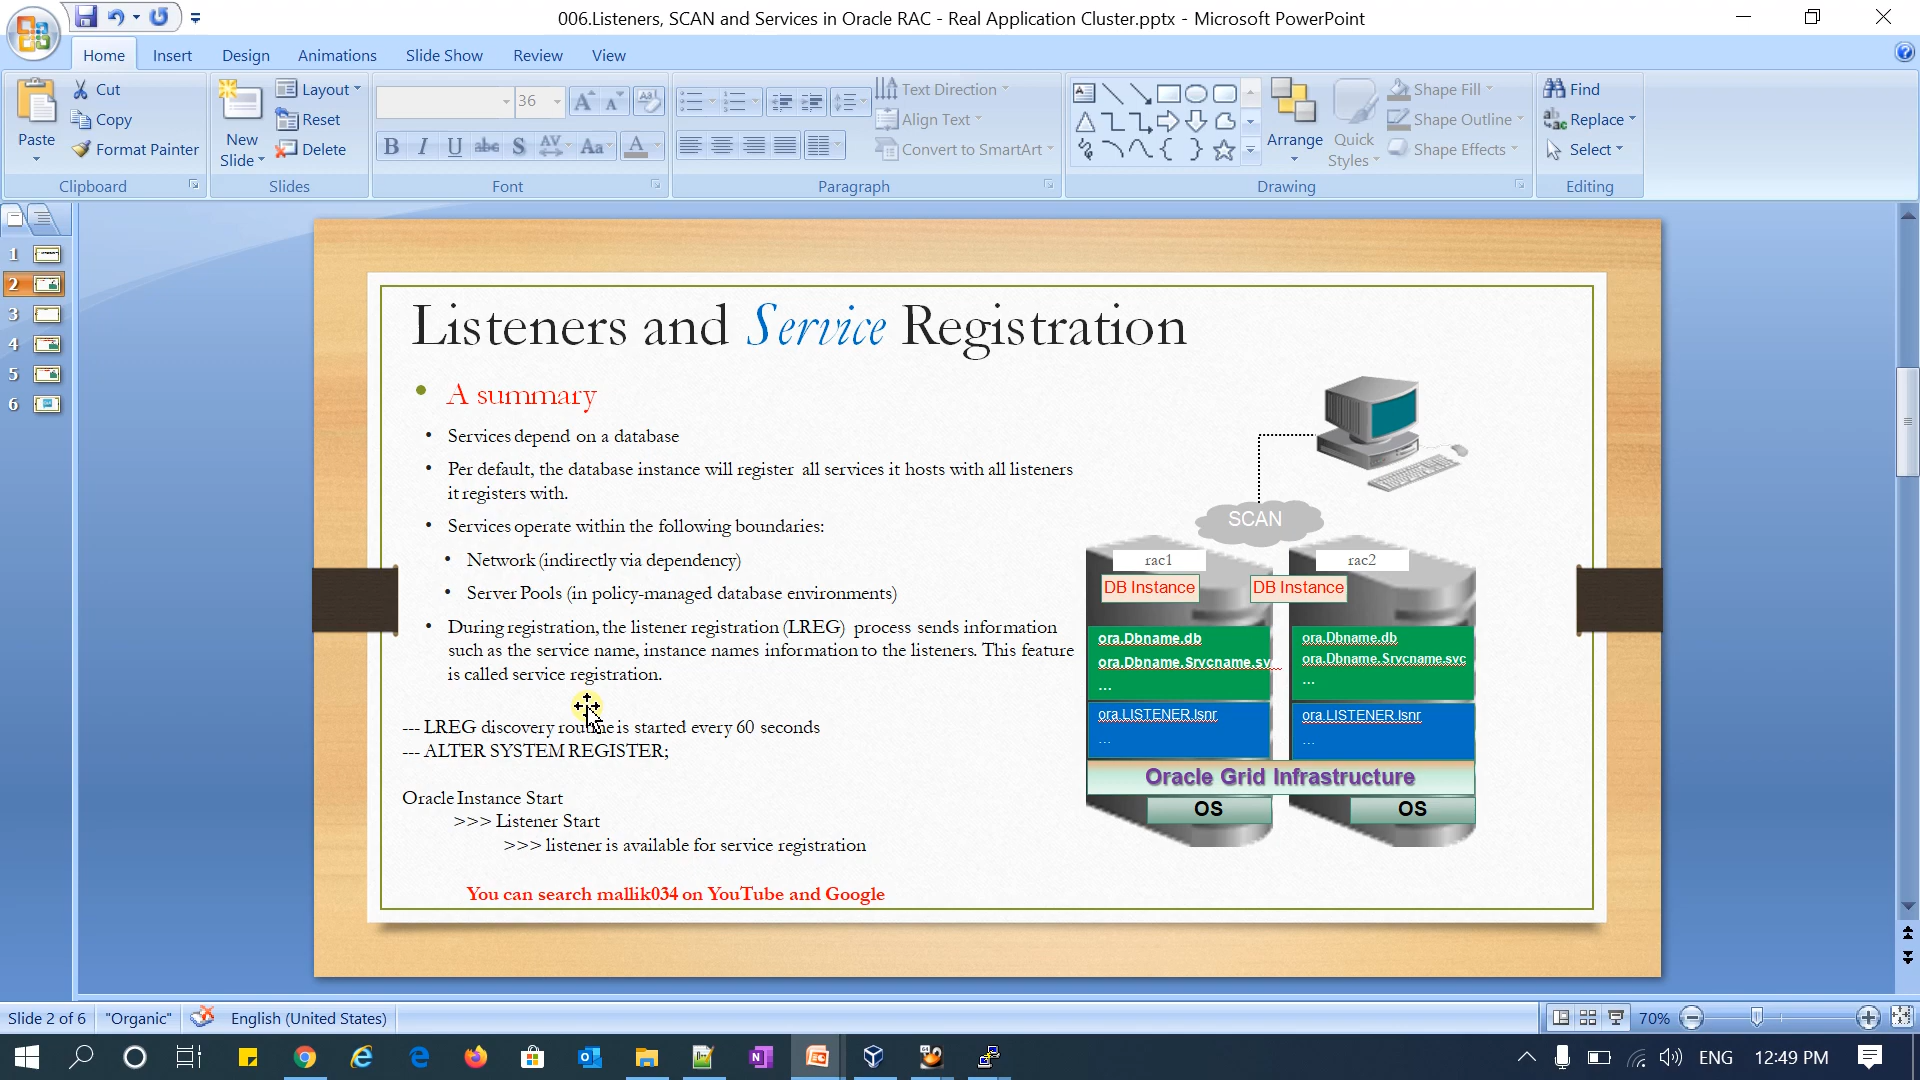 006.Listeners, SCAN and Services in Oracle RAC - Real Application Cluster.pptx - Microsoft PowerPoint
Home Insert Design Animations Slide Show Review View
Paste
Cut
Copy
Format Painter
Clipboard
New
Slide
Layout
Reset
Delete
Slides
36
B I U abc S AV Aa A
Font
Text Direction
Align Text
Convert to SmartArt
Paragraph
Arrange
Quick
Styles
Shape Fill
Shape Outline
Shape Effects
Drawing
Find
Replace
Select
Editing
1
2
3
4
5
6
Listeners and Service Registration
• A summary
• Services depend on a database
• Per default, the database instance will register all services it hosts with all listeners
it registers with.
• Services operate within the following boundaries:
• Network (indirectly via dependency)
• Server Pools (in policy-managed database environments)
• During registration, the listener registration (LREG) process sends information
such as the service name, instance names information to the listeners. This feature
is called service registration.
--- LREG discovery routine is started every 60 seconds
--- ALTER SYSTEM REGISTER;
Oracle Instance Start
>>> Listener Start
>>> listener is available for service registration
You can search mallik034 on YouTube and Google
SCAN
rac1
rac2
DB Instance
DB Instance
ora.Dbname.db
ora.Dbname.Srvcname.sv
...
ora.Dbname.db
ora.Dbname.Srvcname.svc
...
ora.LISTENER.lsnr
...
ora.LISTENER.lsnr
...
Oracle Grid Infrastructure
OS
OS
Slide 2 of 6 "Organic" English (United States) 70%
ENG 12:49 PM